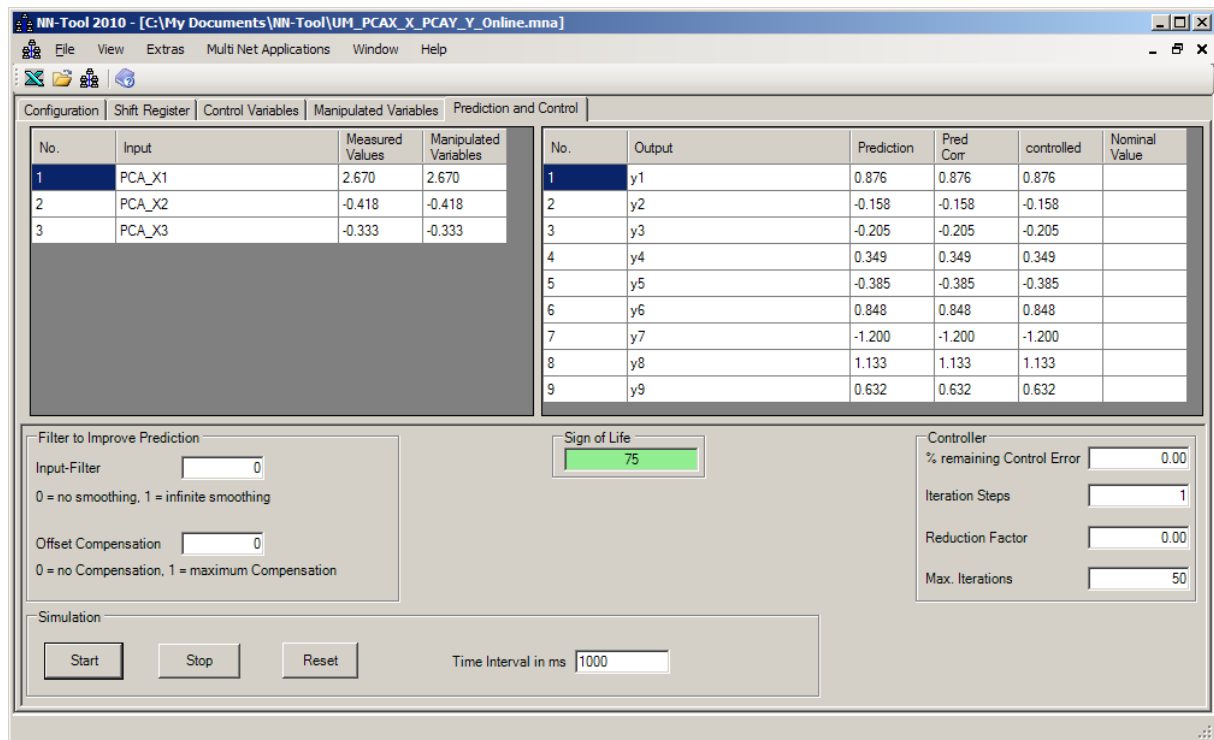 NN-Tool 2010 - [C:\My Documents\NN-Tool\UM_PCAX_X_PCAY_Y_Online.mna]
File View Extras Multi Net Applications Window Help
Configuration Shift Register Control Variables Manipulated Variables Prediction and Control
No. Input Measured Values Manipulated Variables
1 PCA_X1 2.670 2.670
2 PCA_X2 -0.418 -0.418
3 PCA_X3 -0.333 -0.333
No. Output Prediction Pred Corr controlled Nominal Value
1 y1 0.876 0.876 0.876
2 y2 -0.158 -0.158 -0.158
3 y3 -0.205 -0.205 -0.205
4 y4 0.349 0.349 0.349
5 y5 -0.385 -0.385 -0.385
6 y6 0.848 0.848 0.848
7 y7 -1.200 -1.200 -1.200
8 y8 1.133 1.133 1.133
9 y9 0.632 0.632 0.632
Filter to Improve Prediction
Input-Filter 0
0 = no smoothing, 1 = infinite smoothing
Offset Compensation 0
0 = no Compensation, 1 = maximum Compensation
Sign of Life
75
Controller
% remaining Control Error 0.00
Iteration Steps 1
Reduction Factor 0.00
Max. Iterations 50
Simulation
Start Stop Reset Time Interval in ms 1000